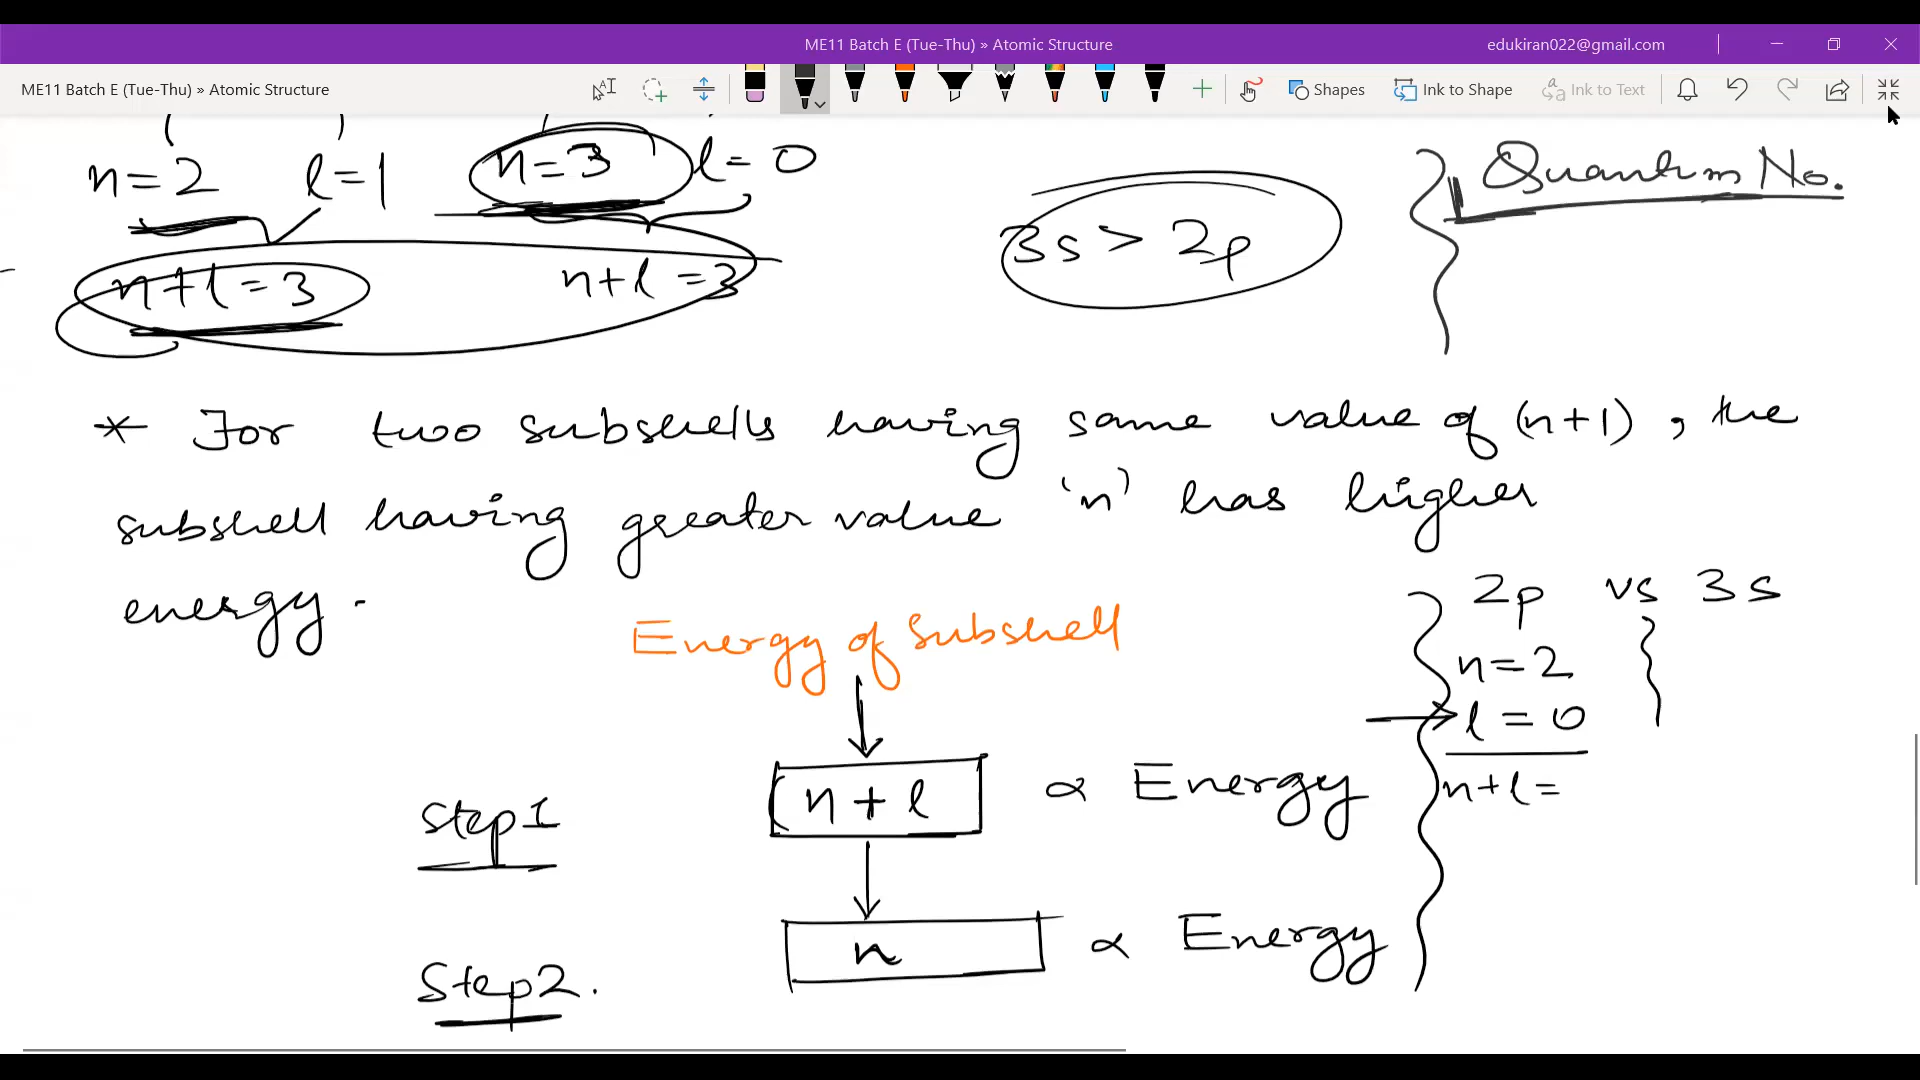 ME11 Batch E (Tue-Thu) » Atomic Structure
edukiran022@gmail.com
ME11 Batch E (Tue-Thu) » Atomic Structure
Shapes
Ink to Shape
Ink to Text
n=2 l=1 n=3 l=0
Quantum No.
3s > 2p
n+l=3 n+l=3
* For two subshells having same value of (n+1), the
subshell having greater value 'n' has higher
energy.
Energy of Subshell
2p vs 3s
n=2
l=0
Step1
(n+l ∝ Energy
n+l=
n ∝ Energy
Step2.